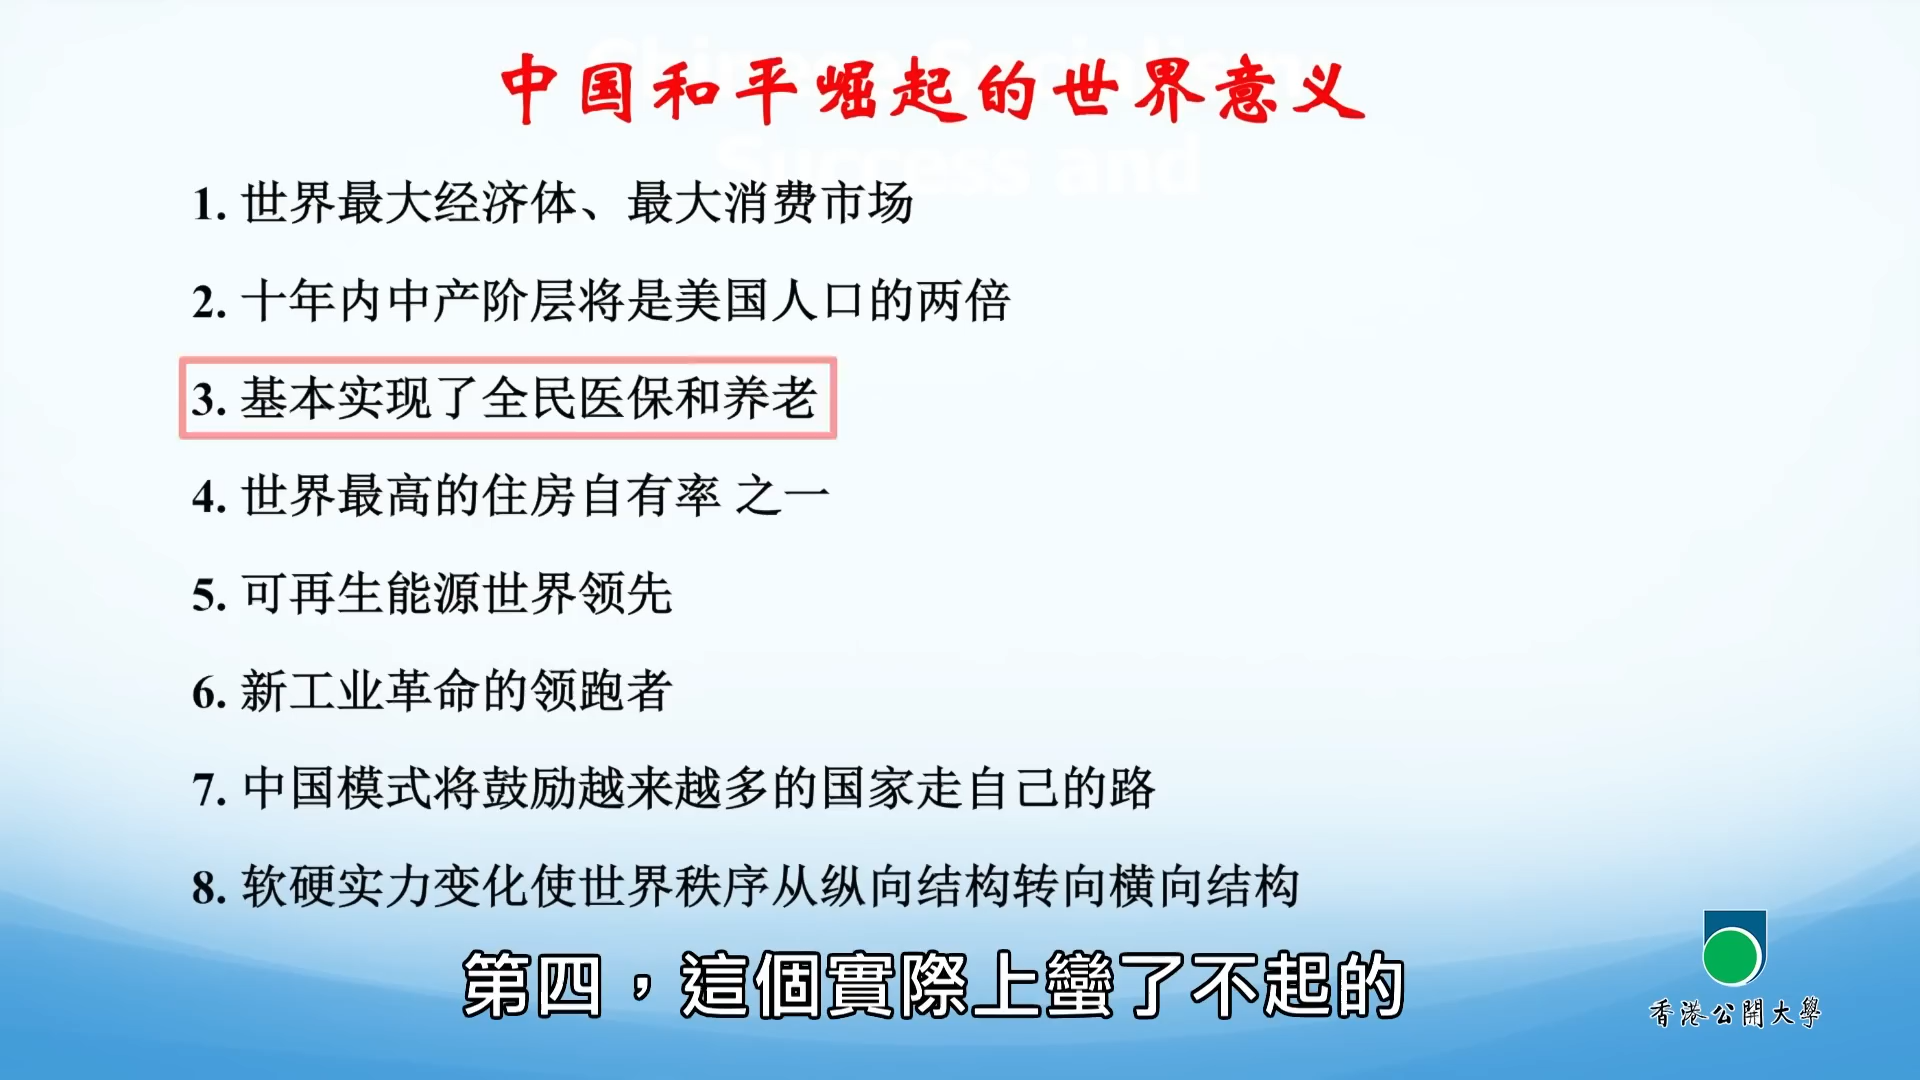 中国和平崛起的世界意义
Success and
1. 世界最大经济体、最大消费市场
2. 十年内中产阶层将是美国人口的两倍
3. 基本实现了全民医保和养老
4. 世界最高的住房自有率 之一
5. 可再生能源世界领先
6. 新工业革命的领跑者
7. 中国模式将鼓励越来越多的国家走自己的路
8. 软硬实力变化使世界秩序从纵向结构转向横向结构
第四，這個實際上蠻了不起的
香港公開大學